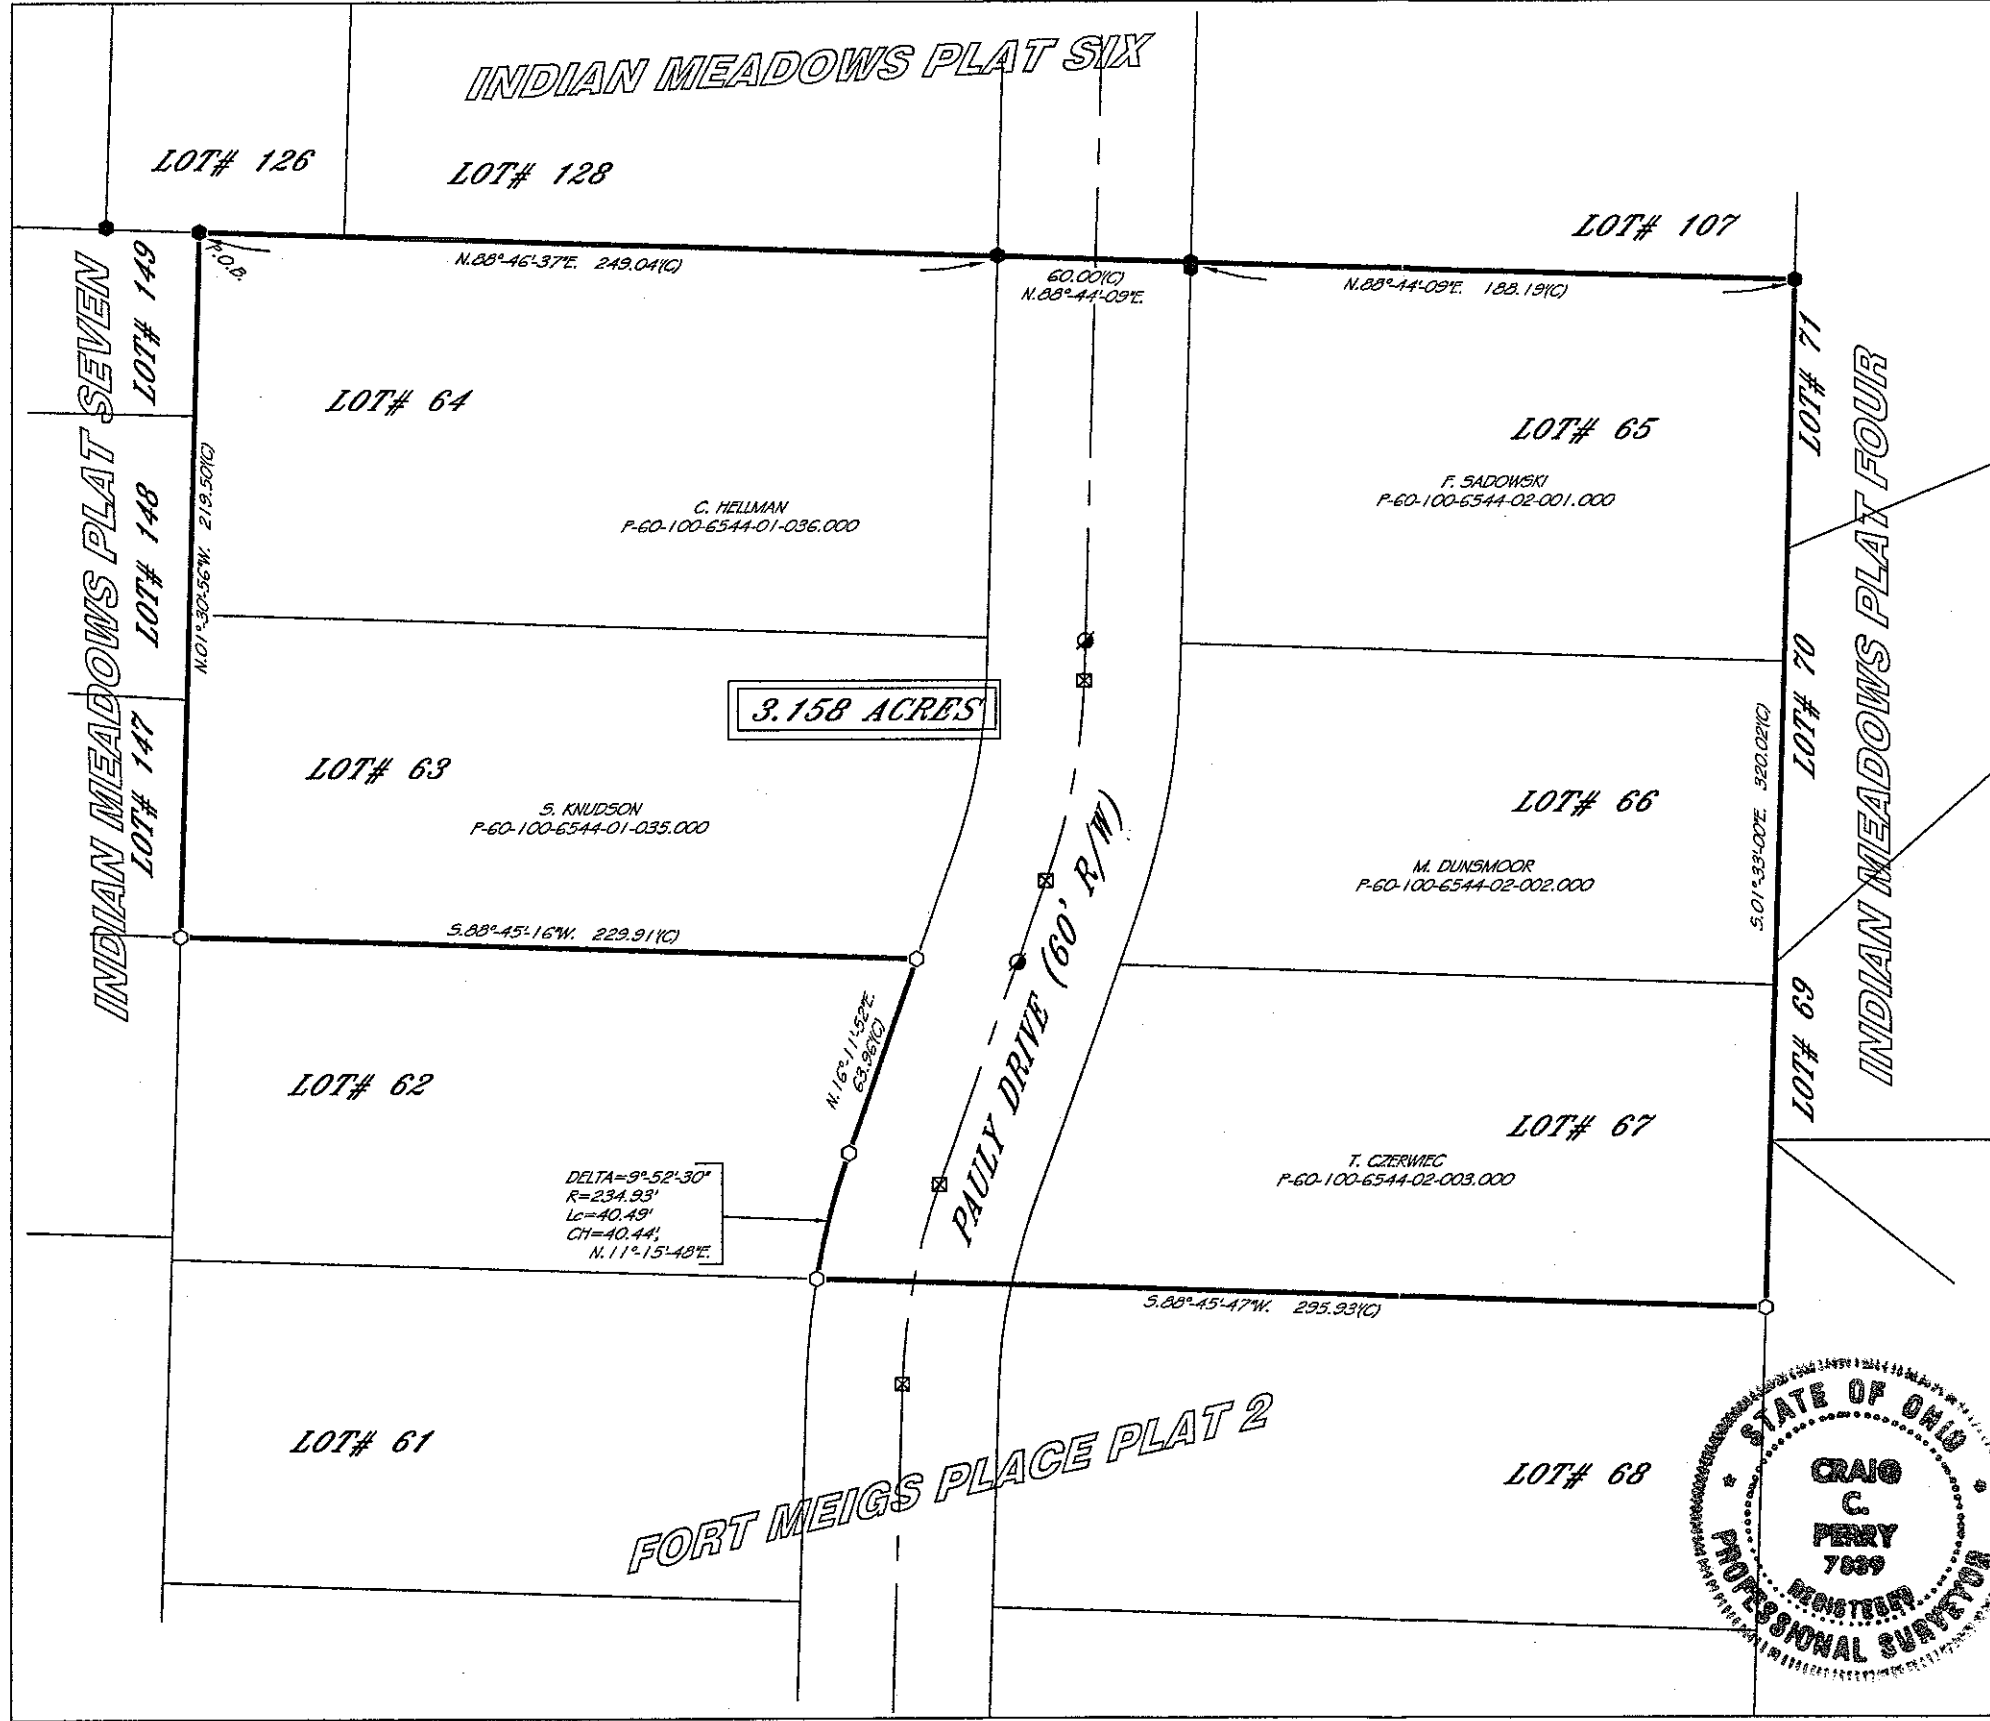 INDIAN MEADOWS PLAT SIX
LOT# 126
LOT# 128
LOT# 107
P.O.B.
N.88°-46'-37"E. 249.04'(C)
60.00'(C)
N.88°-44'-09"E.
N.88°-44'-09"E. 188.19'(C)
INDIAN MEADOWS PLAT SEVEN
LOT# 149
LOT# 148
LOT# 147
N.01°-30'-56"W. 219.50'(C)
LOT# 64
C. HELLMAN
P-60-100-6544-01-036.000
LOT# 65
F. SADOWSKI
P-60-100-6544-02-001.000
LOT# 71
LOT# 70
LOT# 69
INDIAN MEADOWS PLAT FOUR
S.01°-33'-00"E. 320.02'(C)
3.158 ACRES
LOT# 63
S. KNUDSON
P-60-100-6544-01-035.000
LOT# 66
M. DUNSMOOR
P-60-100-6544-02-002.000
S.88°-45'-16"W. 229.91'(C)
N.16°-11'-52"E.
63.96'(C)
PAULY DRIVE (60' R/W)
LOT# 62
LOT# 67
T. CZERWIEC
P-60-100-6544-02-003.000
DELTA=9°-52'-30"
R=234.93'
Lc=40.49'
CH=40.44',
N.11°-15'-48"E.
S.88°-45'-47"W. 295.93'(C)
LOT# 61
FORT MEIGS PLACE PLAT 2
LOT# 68
STATE OF OHIO
CRAIG
C.
PERRY
7839
REGISTERED
PROFESSIONAL SURVEYOR